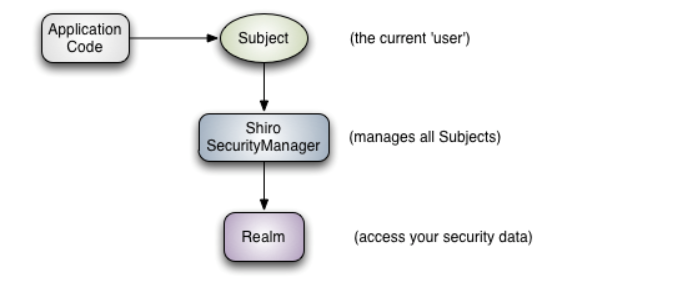 Application
Code
Subject
(the current 'user')
Shiro
SecurityManager
(manages all Subjects)
Realm
(access your security data)